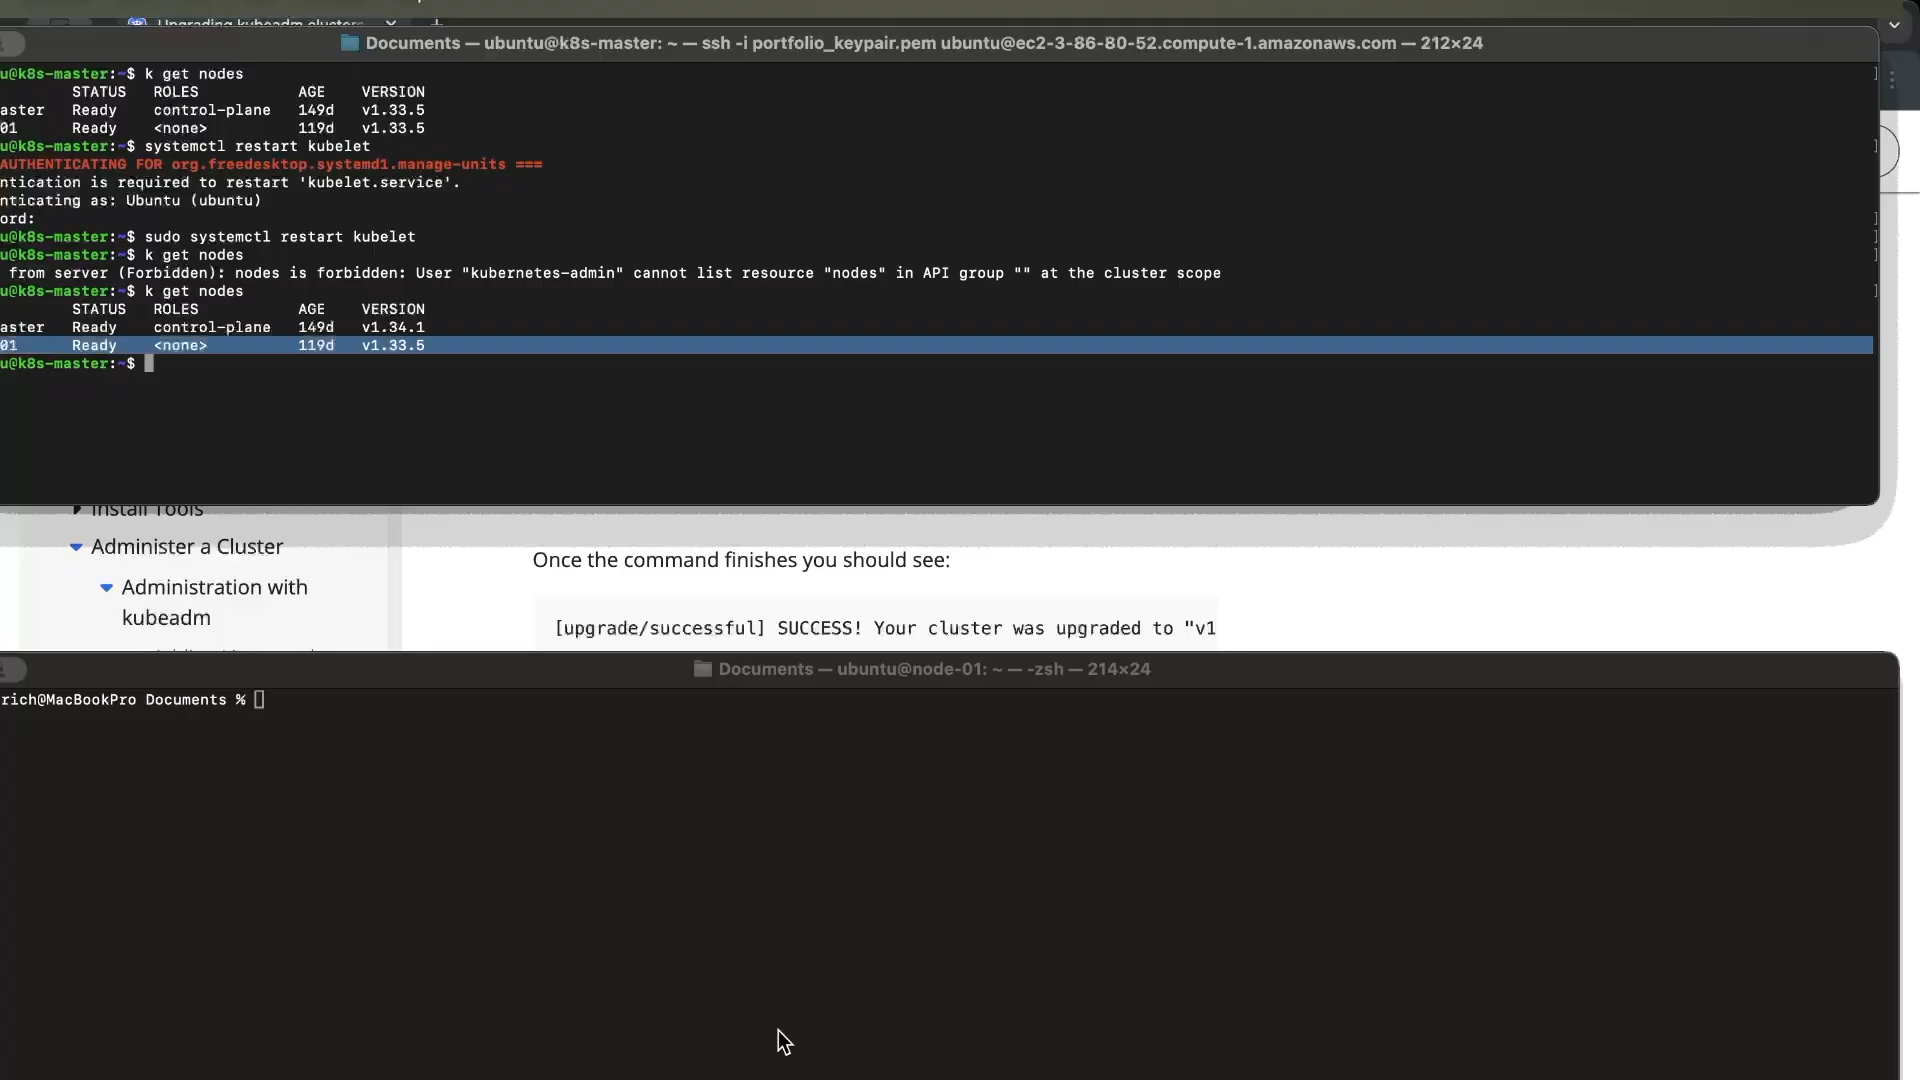 Upgrading kubeadm clusters
Documents — ubuntu@k8s-master: ~ — ssh -i portfolio_keypair.pem ubuntu@ec2-3-86-80-52.compute-1.amazonaws.com — 212×24
u@k8s-master:~$ k get nodes
STATUS ROLES AGE VERSION
aster Ready control-plane 149d v1.33.5
01 Ready <none> 119d v1.33.5
u@k8s-master:~$ systemctl restart kubelet
AUTHENTICATING FOR org.freedesktop.systemd1.manage-units ===
ntication is required to restart 'kubelet.service'.
nticating as: Ubuntu (ubuntu)
ord:
u@k8s-master:~$ sudo systemctl restart kubelet
u@k8s-master:~$ k get nodes
from server (Forbidden): nodes is forbidden: User "kubernetes-admin" cannot list resource "nodes" in API group "" at the cluster scope
u@k8s-master:~$ k get nodes
STATUS ROLES AGE VERSION
aster Ready control-plane 149d v1.34.1
01 Ready <none> 119d v1.33.5
u@k8s-master:~$
Install Tools
Administer a Cluster
Administration with
kubeadm
Once the command finishes you should see:
[upgrade/successful] SUCCESS! Your cluster was upgraded to "v1
Documents — ubuntu@node-01: ~ — -zsh — 214×24
rich@MacBookPro Documents %